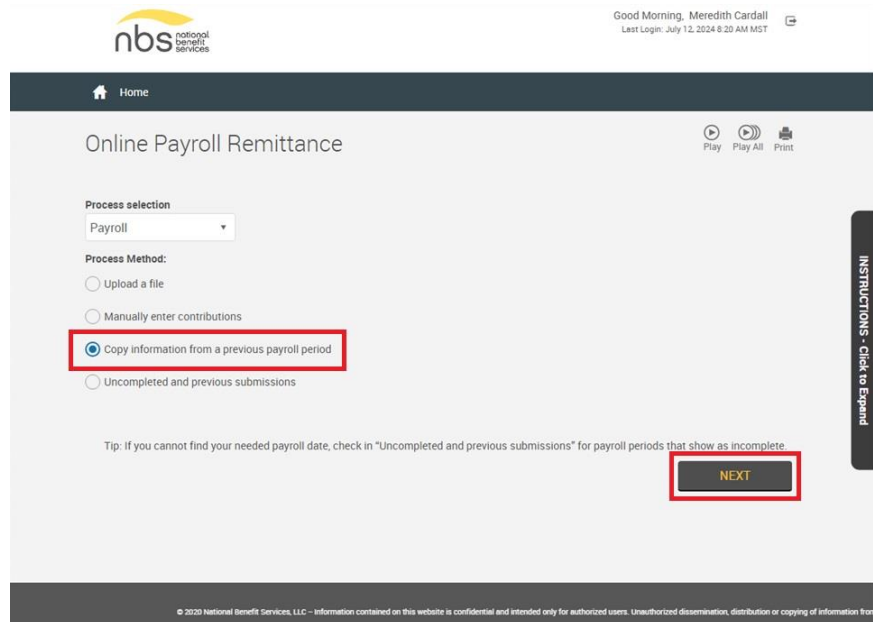 nbs national benefit services
Good Morning, Meredith Cardall
Last Login: July 12, 2024 8:20 AM MST
Home
Online Payroll Remittance
Play Play All Print
Process selection
Payroll
Process Method:
Upload a file
Manually enter contributions
Copy information from a previous payroll period
Uncompleted and previous submissions
INSTRUCTIONS - Click to Expand
Tip: If you cannot find your needed payroll date, check in "Uncompleted and previous submissions" for payroll periods that show as incomplete.
NEXT
© 2020 National Benefit Services, LLC – Information contained on this website is confidential and intended only for authorized users. Unauthorized dissemination, distribution or copying of information from